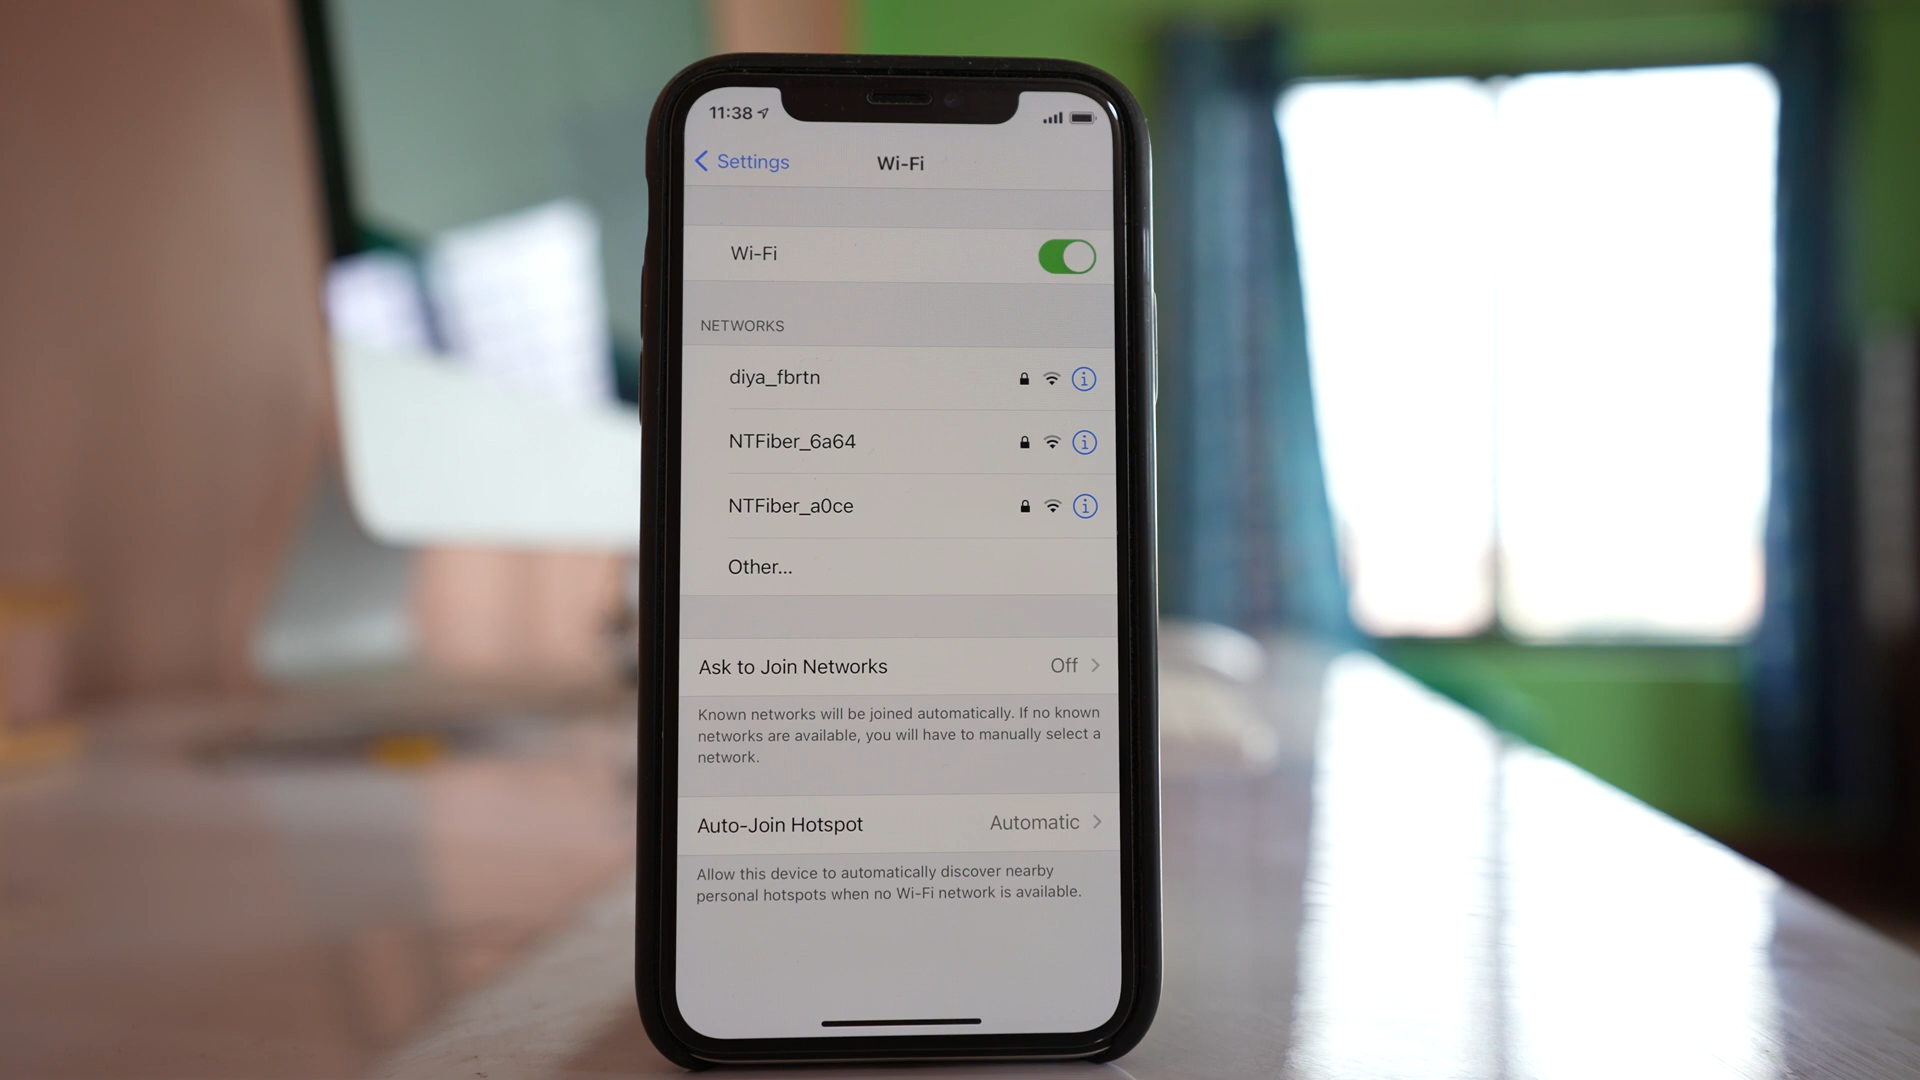 11:38
Settings
Wi-Fi
Wi-Fi
NETWORKS
diya_fbrtn
NTFiber_6a64
NTFiber_a0ce
Other...
Ask to Join Networks Off
Known networks will be joined automatically. If no known
networks are available, you will have to manually select a
network.
Auto-Join Hotspot Automatic
Allow this device to automatically discover nearby
personal hotspots when no Wi-Fi network is available.